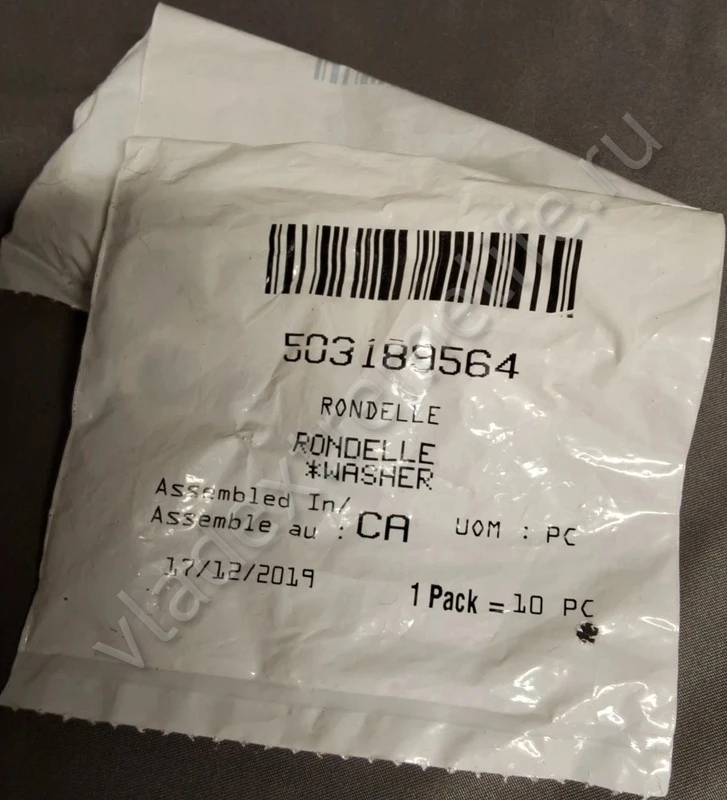 503189564
RONDELLE
RONDELLE
*WASHER
Assembled In/
Assemble au : CA UOM : PC
17/12/2019
1 Pack = 10 PC